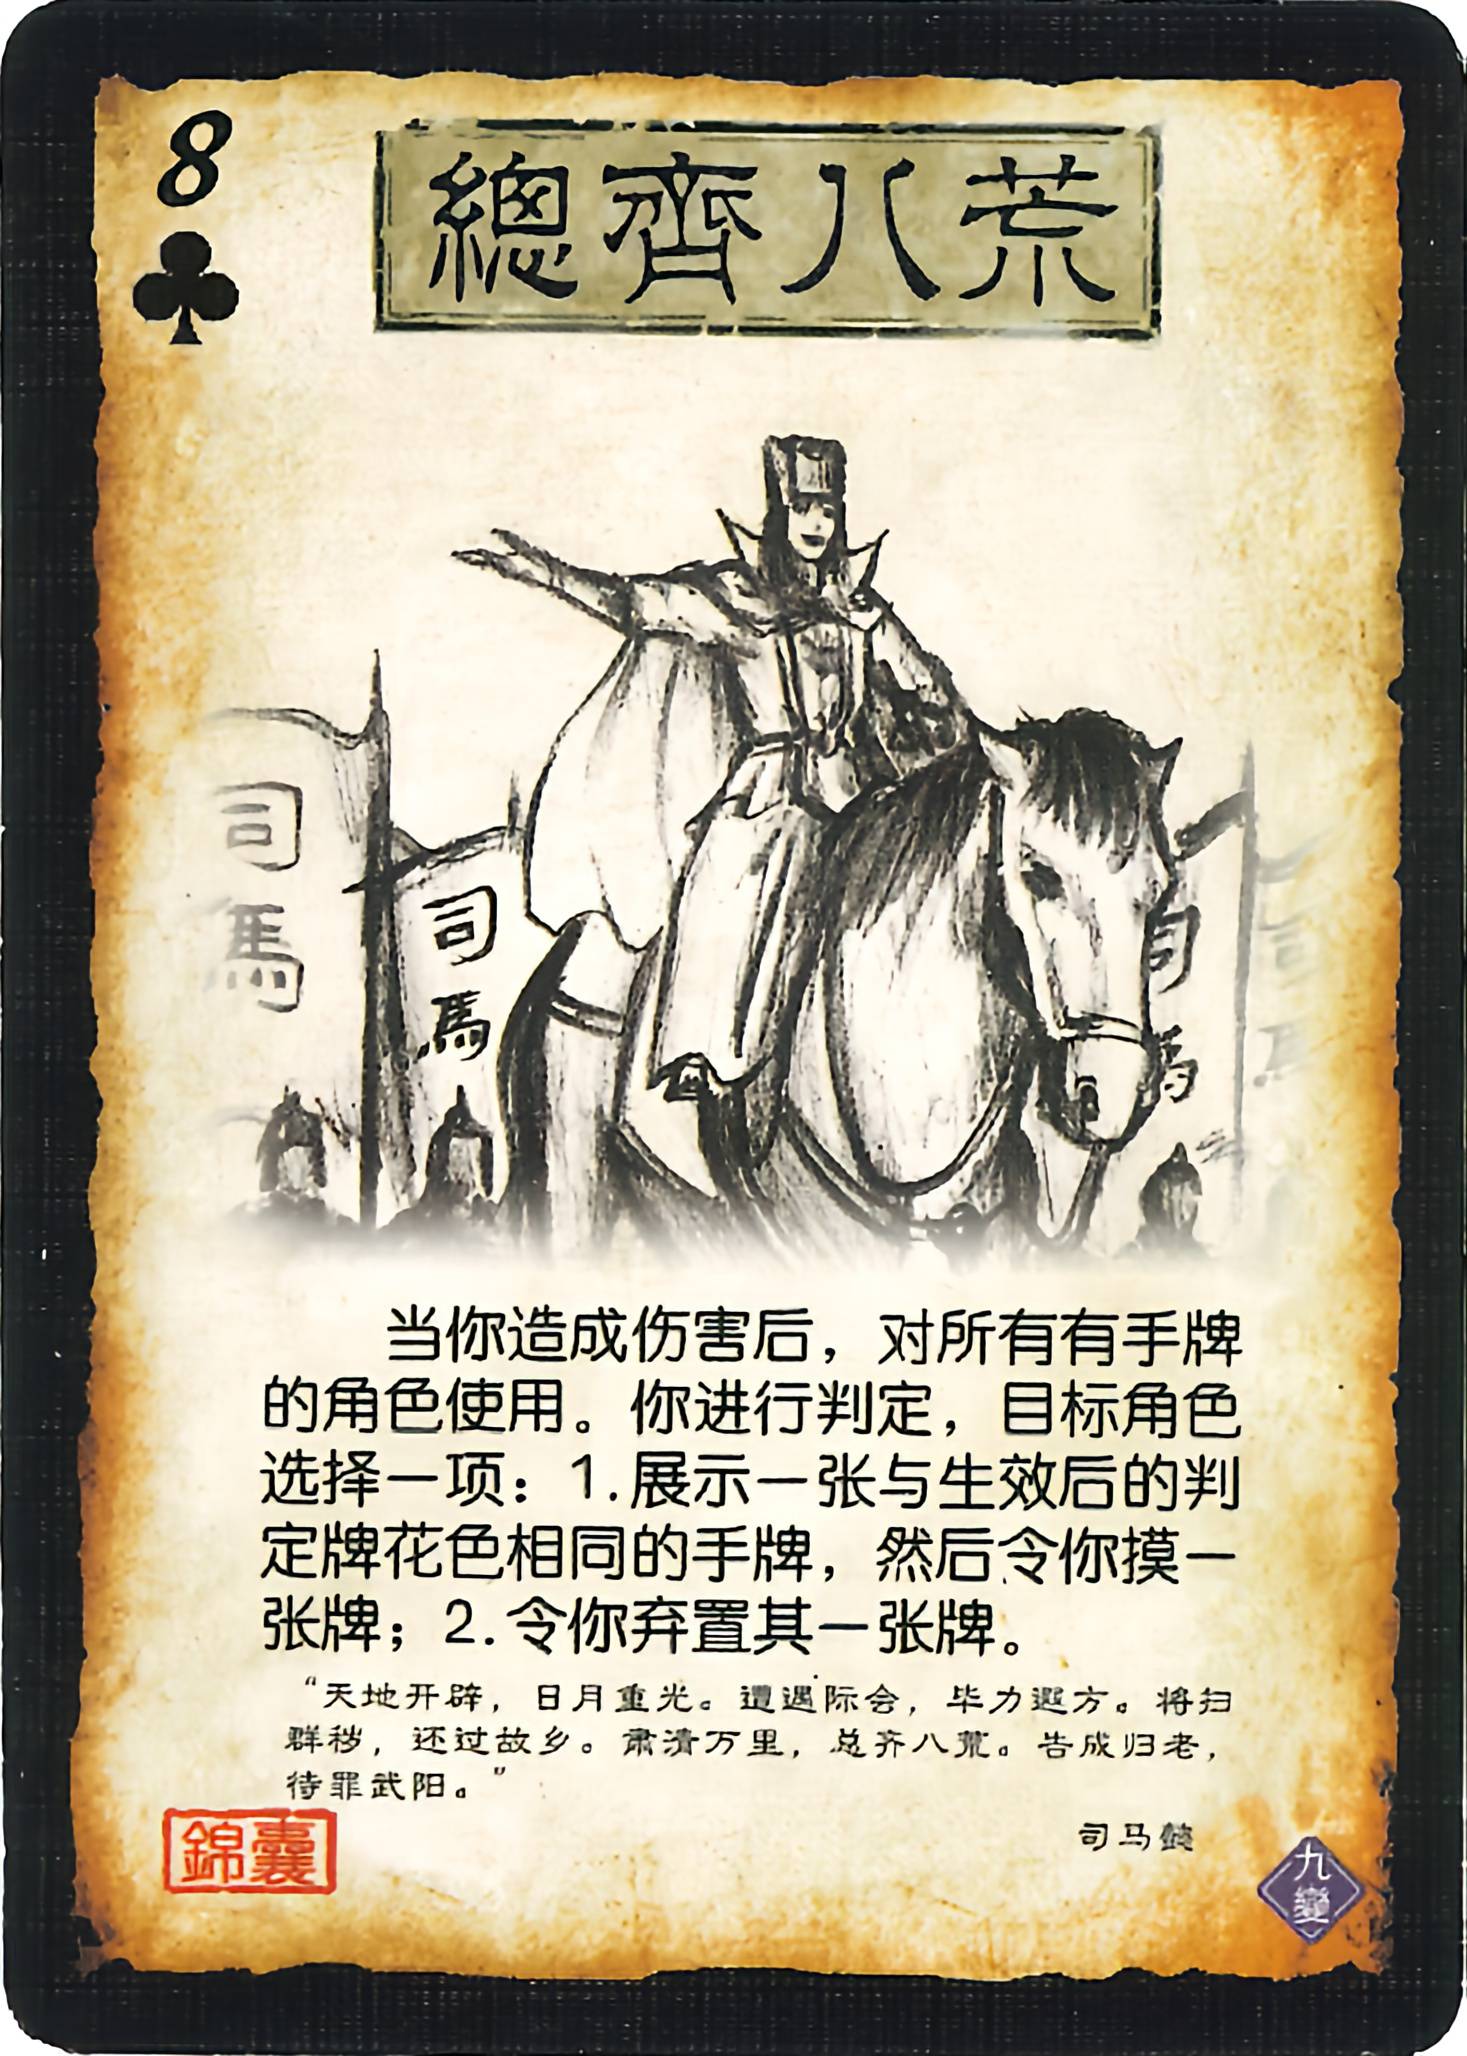 8
總齊八荒
司馬
司馬
司馬
司馬
当你造成伤害后，对所有有手牌
的角色使用。你进行判定，目标角色
选择一项：1.展示一张与生效后的判
定牌花色相同的手牌，然后令你摸一
张牌；2.令你弃置其一张牌。
“天地开辟，日月重光。遭遇际会，毕力遐方。将扫
群秽，还过故乡。肃清万里，总齐八荒。告成归老，
待罪武阳。”
司马懿
錦囊
九變